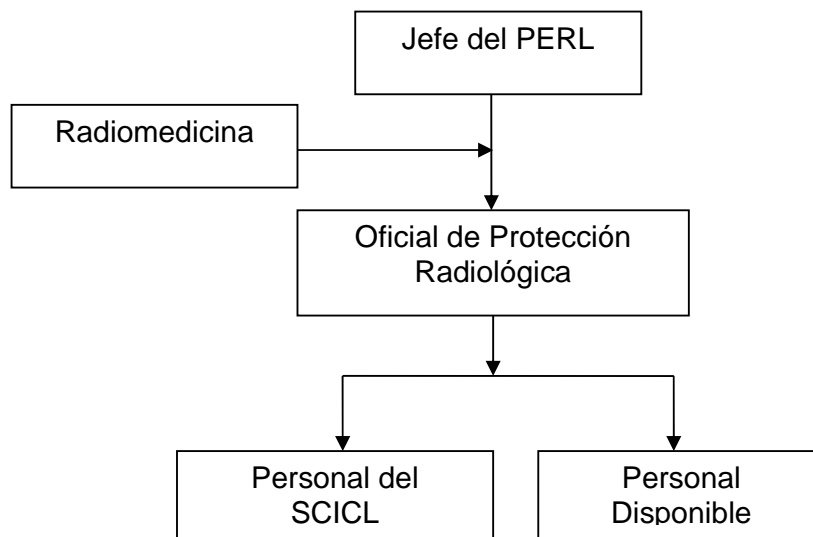 Jefe del PERL
Radiomedicina
Oficial de Protección
Radiológica
Personal del
SCICL
Personal
Disponible